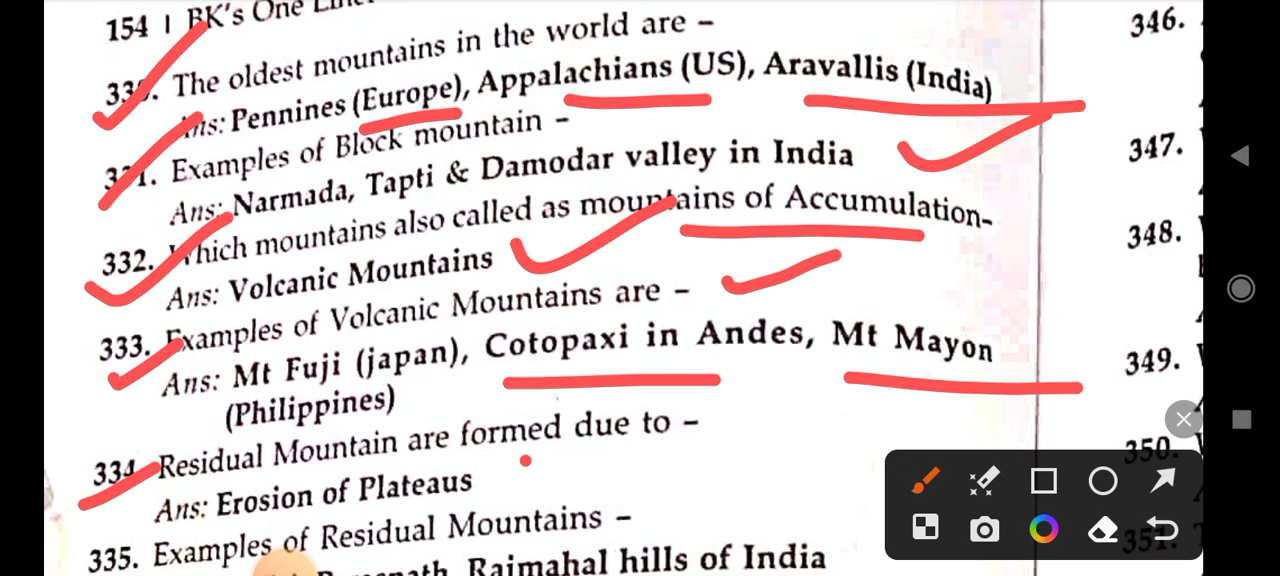 154 | BK's One
330. The oldest mountains in the world are –
Ans: Pennines (Europe), Appalachians (US), Aravallis (India)
331. Examples of Block mountain –
Ans: Narmada, Tapti & Damodar valley in India
332. Which mountains also called as mountains of Accumulation-
Ans: Volcanic Mountains
333. Examples of Volcanic Mountains are –
Ans: Mt Fuji (japan), Cotopaxi in Andes, Mt Mayon
(Philippines)
334. Residual Mountain are formed due to –
Ans: Erosion of Plateaus
335. Examples of Residual Mountains –
Rajmahal hills of India
346.
347.
348.
349.
350.
351.